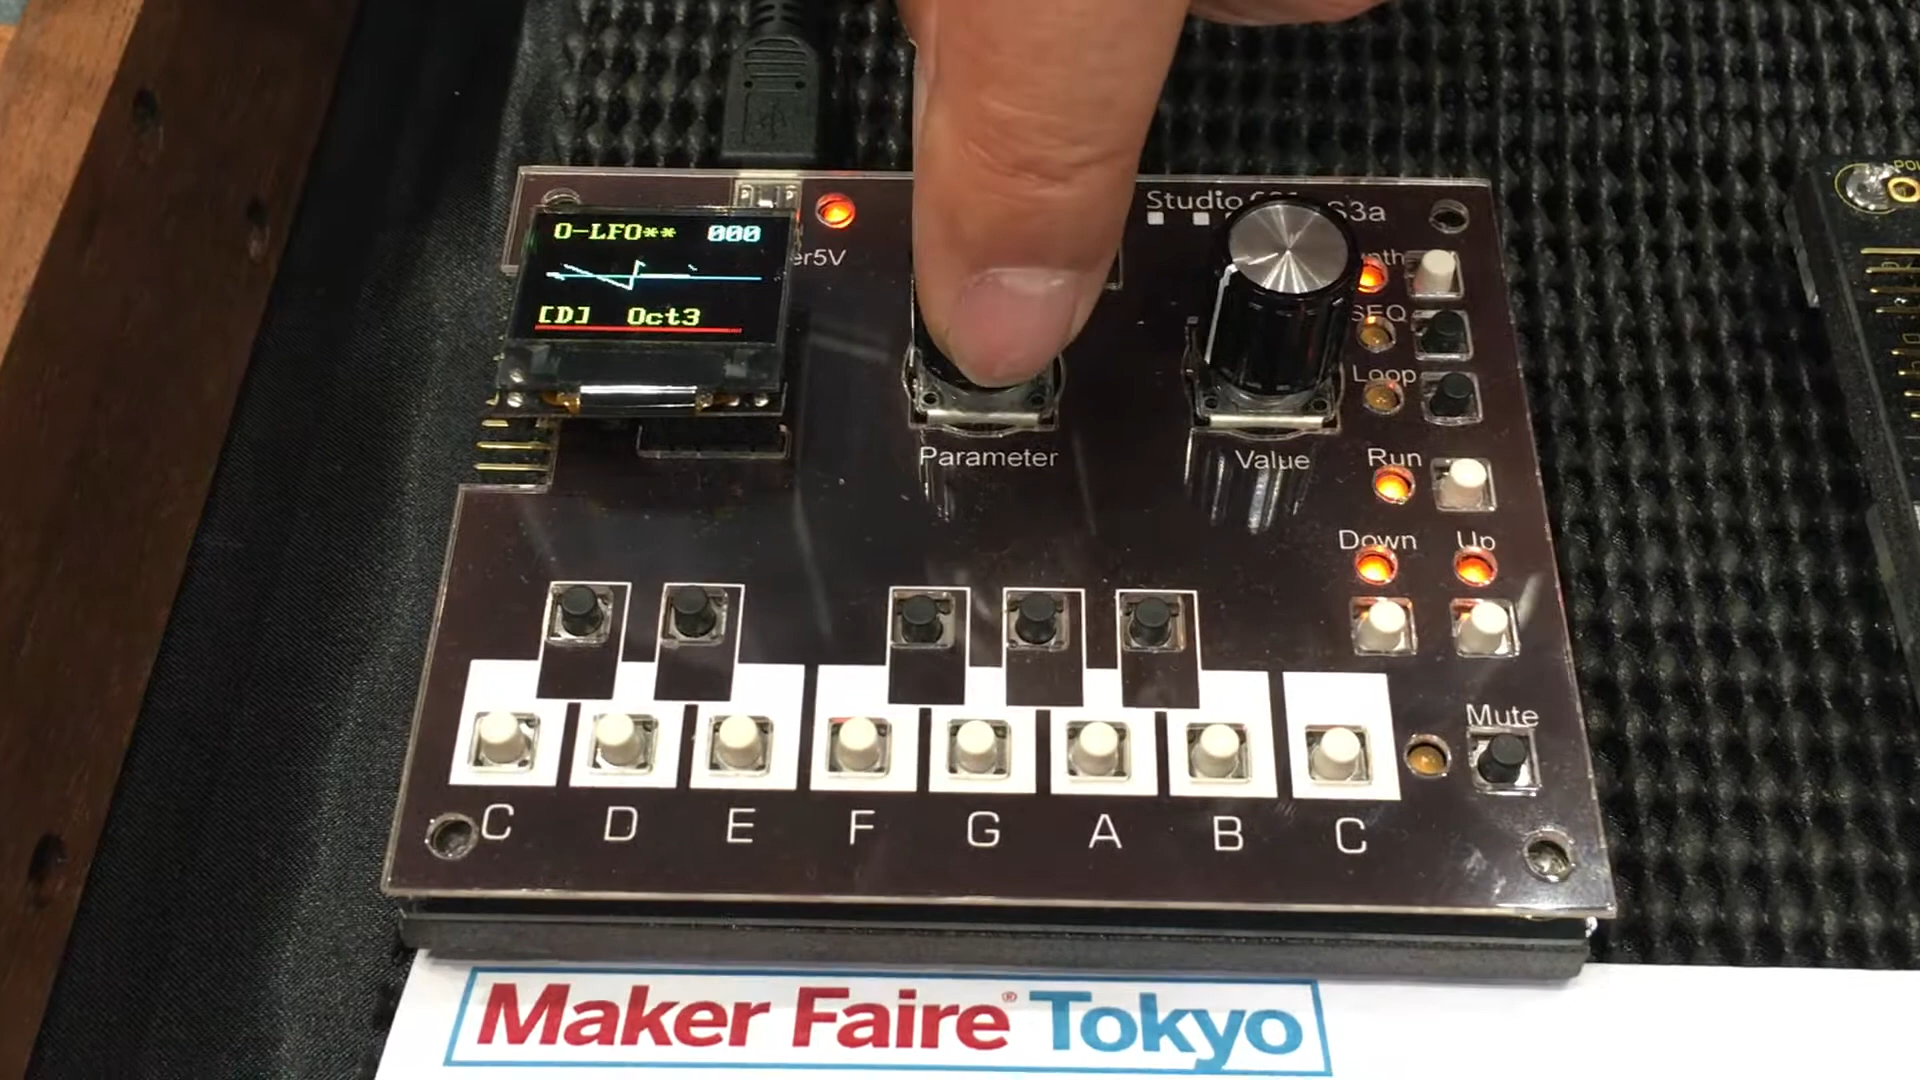 O-LFO** 000
[D] Oct3
er5V
Studio S3a
SEQ
Loop
Parameter
Value
Run
Down Up
Mute
C D E F G A B C
Maker Faire® Tokyo